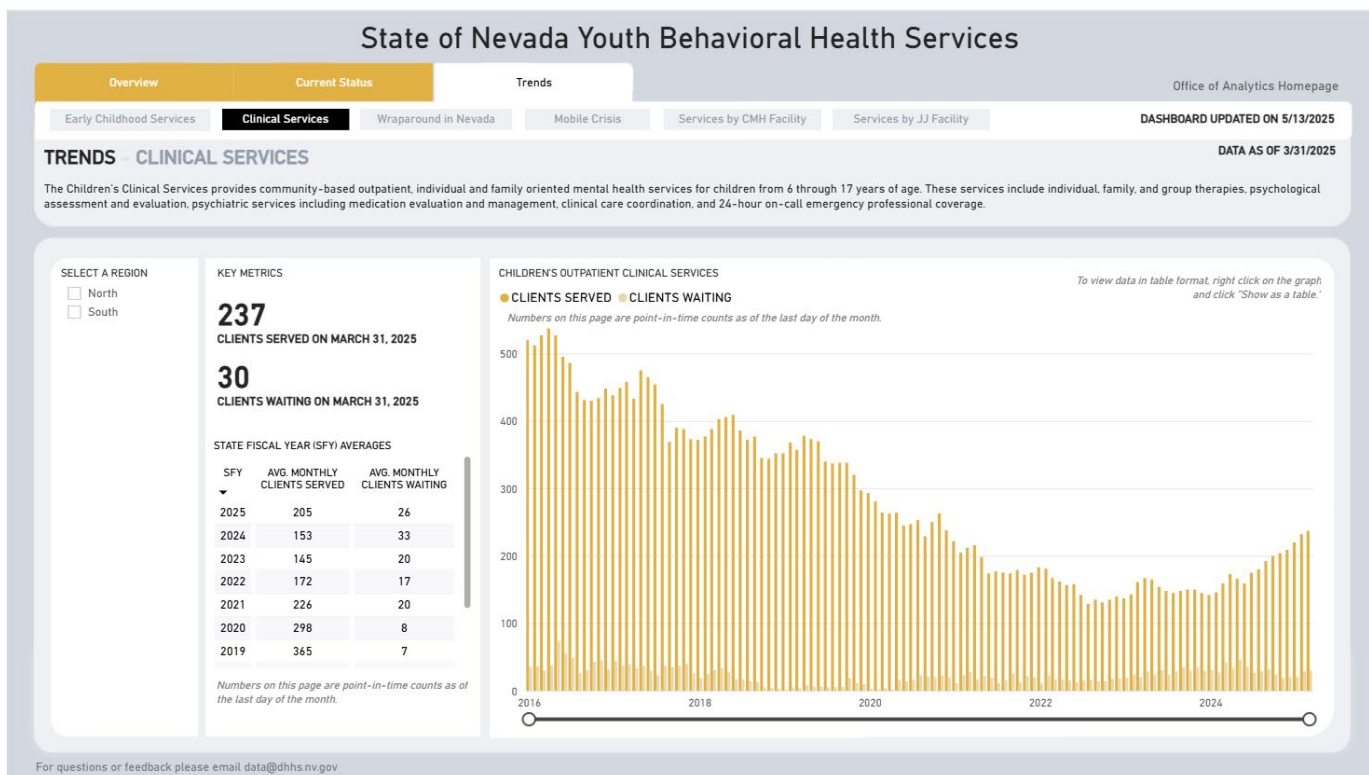 State of Nevada Youth Behavioral Health Services
Overview
Current Status
Trends
Office of Analytics Homepage
Early Childhood Services
Clinical Services
Wraparound in Nevada
Mobile Crisis
Services by CMH Facility
Services by JJ Facility
DASHBOARD UPDATED ON 5/13/2025
TRENDS - CLINICAL SERVICES
DATA AS OF 3/31/2025
The Children's Clinical Services provides community-based outpatient, individual and family oriented mental health services for children from 6 through 17 years of age. These services include individual, family, and group therapies, psychological
assessment and evaluation, psychiatric services including medication evaluation and management, clinical care coordination, and 24-hour on-call emergency professional coverage.
SELECT A REGION
North
South
KEY METRICS
237
CLIENTS SERVED ON MARCH 31, 2025
30
CLIENTS WAITING ON MARCH 31, 2025
STATE FISCAL YEAR (SFY) AVERAGES
SFY AVG. MONTHLY CLIENTS SERVED AVG. MONTHLY CLIENTS WAITING
2025 205 26
2024 153 33
2023 145 20
2022 172 17
2021 226 20
2020 298 8
2019 365 7
Numbers on this page are point-in-time counts as of
the last day of the month.
CHILDREN'S OUTPATIENT CLINICAL SERVICES
CLIENTS SERVED CLIENTS WAITING
To view data in table format, right click on the graph
and click "Show as a table."
Numbers on this page are point-in-time counts as of the last day of the month.
500
400
300
200
100
0
2016 2018 2020 2022 2024
For questions or feedback please email data@dhhs.nv.gov